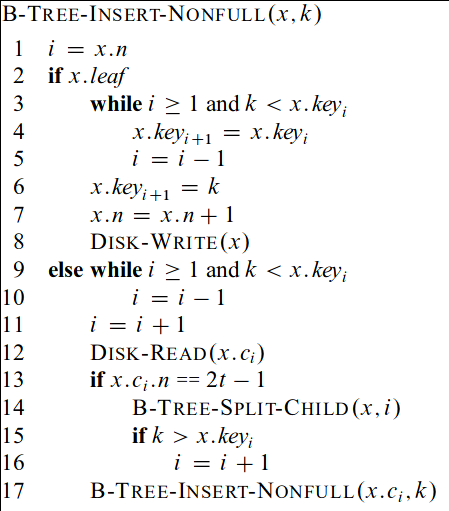 B-TREE-INSERT-NONFULL(x, k)
1 i = x.n
2 if x.leaf
3 while i ≥ 1 and k < x.key_i
4 x.key_{i+1} = x.key_i
5 i = i − 1
6 x.key_{i+1} = k
7 x.n = x.n + 1
8 DISK-WRITE(x)
9 else while i ≥ 1 and k < x.key_i
10 i = i − 1
11 i = i + 1
12 DISK-READ(x.c_i)
13 if x.c_i.n == 2t − 1
14 B-TREE-SPLIT-CHILD(x, i)
15 if k > x.key_i
16 i = i + 1
17 B-TREE-INSERT-NONFULL(x.c_i, k)